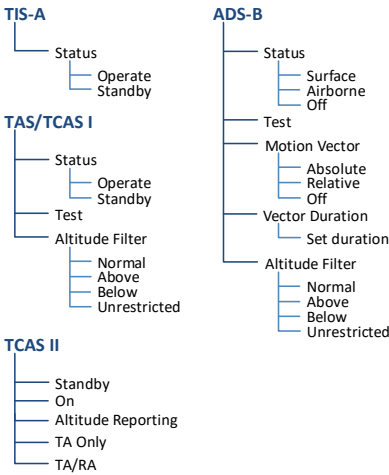 TIS-A
Status
Operate
Standby
TAS/TCAS I
Status
Operate
Standby
Test
Altitude Filter
Normal
Above
Below
Unrestricted
TCAS II
Standby
On
Altitude Reporting
TA Only
TA/RA
ADS-B
Status
Surface
Airborne
Off
Test
Motion Vector
Absolute
Relative
Off
Vector Duration
Set duration
Altitude Filter
Normal
Above
Below
Unrestricted